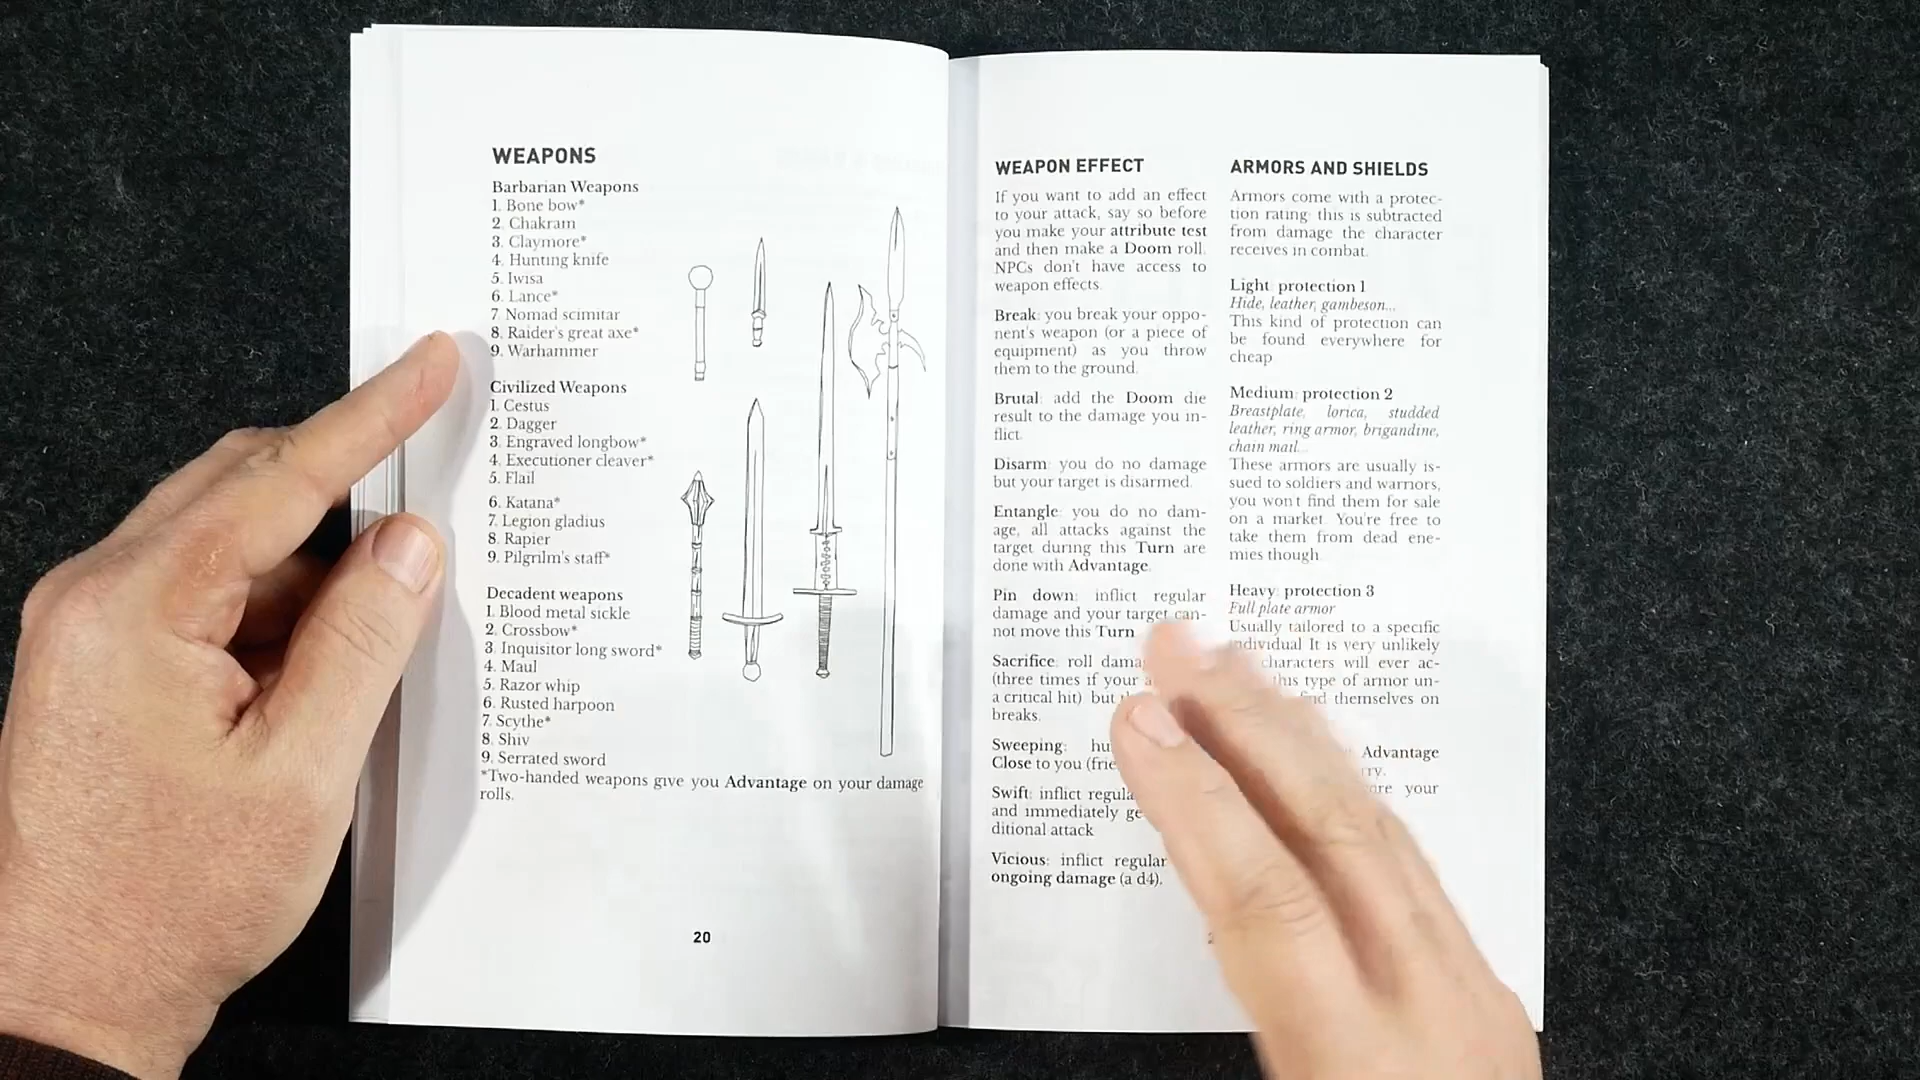 WEAPONS
Barbarian Weapons
1. Bone bow*
2. Chakram
3. Claymore*
4. Hunting knife
5. Iwisa
6. Lance*
7. Nomad scimitar
8. Raider's great axe*
9. Warhammer
Civilized Weapons
1. Cestus
2. Dagger
3. Engraved longbow*
4. Executioner cleaver*
5. Flail
6. Katana*
7. Legion gladius
8. Rapier
9. Pilgrilm's staff*
Decadent weapons
1. Blood metal sickle
2. Crossbow*
3. Inquisitor long sword*
4. Maul
5. Razor whip
6. Rusted harpoon
7. Scythe*
8. Shiv
9. Serrated sword
*Two-handed weapons give you Advantage on your damage
rolls.
20
WEAPON EFFECT
If you want to add an effect
to your attack, say so before
you make your attribute test
and then make a Doom roll.
NPCs don't have access to
weapon effects.
Break: you break your oppo-
nent's weapon (or a piece of
equipment) as you throw
them to the ground.
Brutal: add the Doom die
result to the damage you in-
flict.
Disarm: you do no damage
but your target is disarmed.
Entangle: you do no dam-
age, all attacks against the
target during this Turn are
done with Advantage.
Pin down: inflict regular
damage and your target can-
not move this Turn
Sacrifice: roll
(three times if your
a critical hit) but
breaks.
Sweeping:
Close to you
Swift: inflict
and immediately
ditional attack
Vicious: inflict regular
ongoing damage (a d4).
ARMORS AND SHIELDS
Armors come with a protec-
tion rating: this is subtracted
from damage the character
receives in combat.
Light: protection 1
Hide, leather, gambeson...
This kind of protection can
be found everywhere for
cheap
Medium: protection 2
Breastplate, lorica, studded
leather, ring armor, brigandine,
chain mail...
These armors are usually is-
sued to soldiers and warriors,
you won't find them for sale
on a market. You're free to
take them from dead ene-
mies though.
Heavy: protection 3
Full plate armor
Usually tailored to a specific
individual It is very unlikely
characters will ever ac-
this type of armor un-
find themselves on
Advantage
your